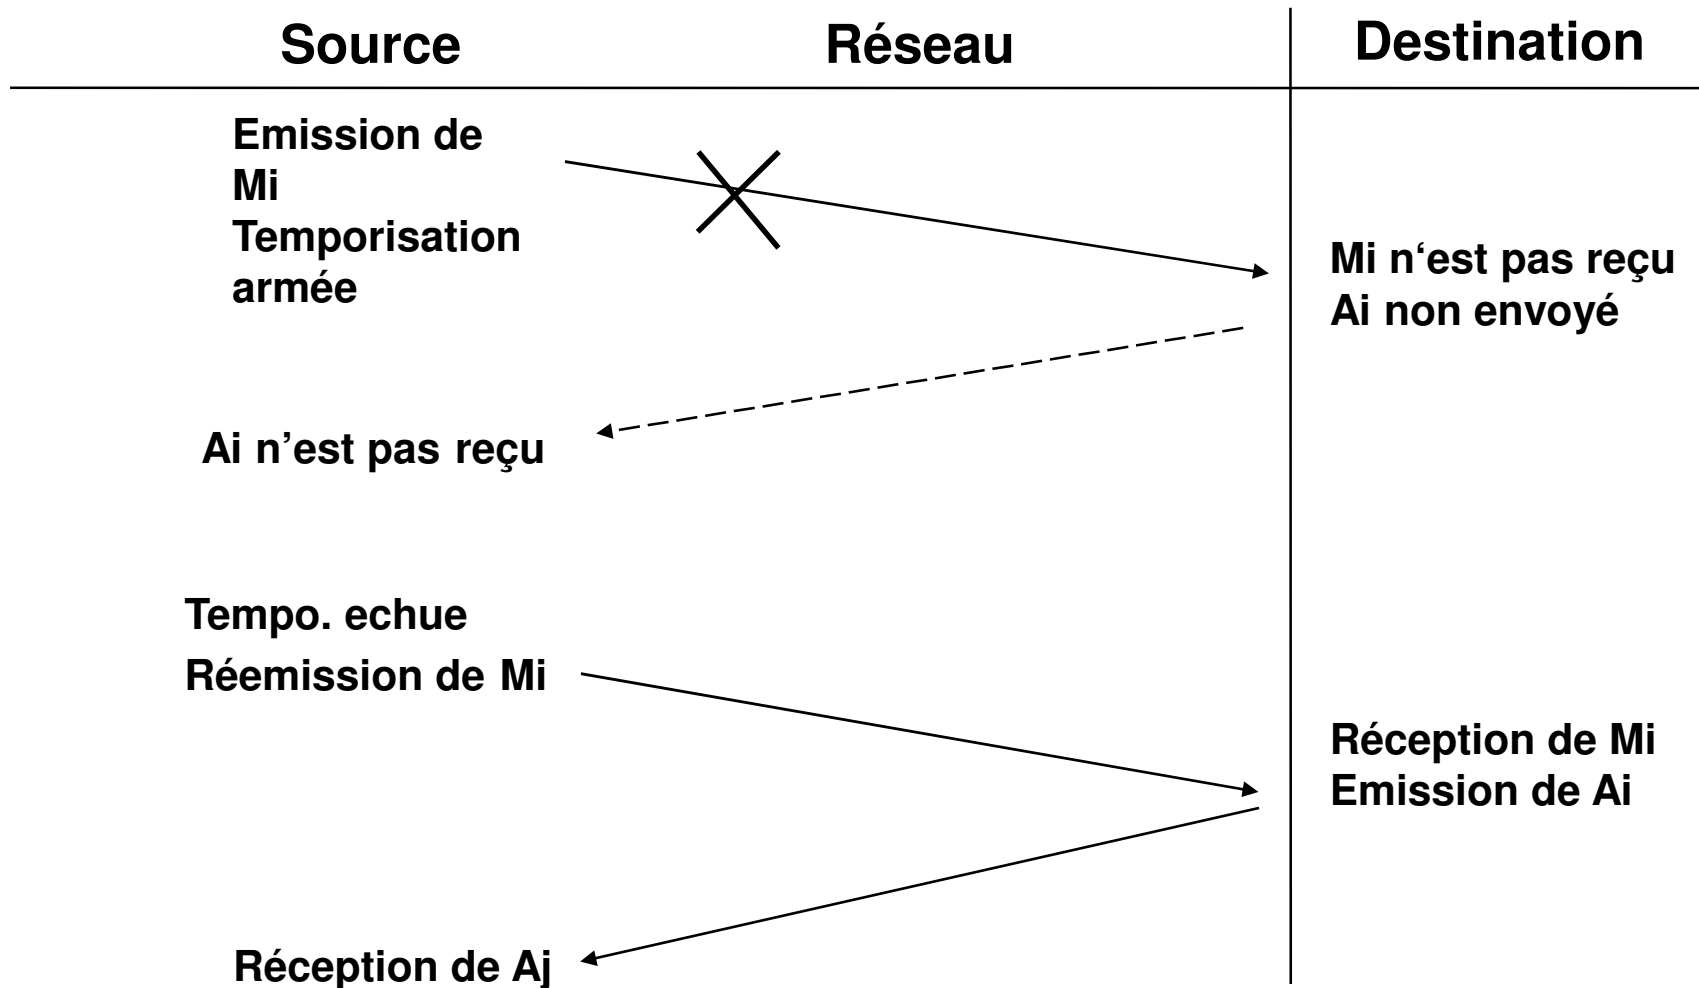 Source
Réseau
Destination
Emission de
Mi
Temporisation
armée
Mi n‘est pas reçu
Ai non envoyé
Ai n’est pas reçu
Tempo. echue
Réemission de Mi
Réception de Mi
Emission de Ai
Réception de Aj